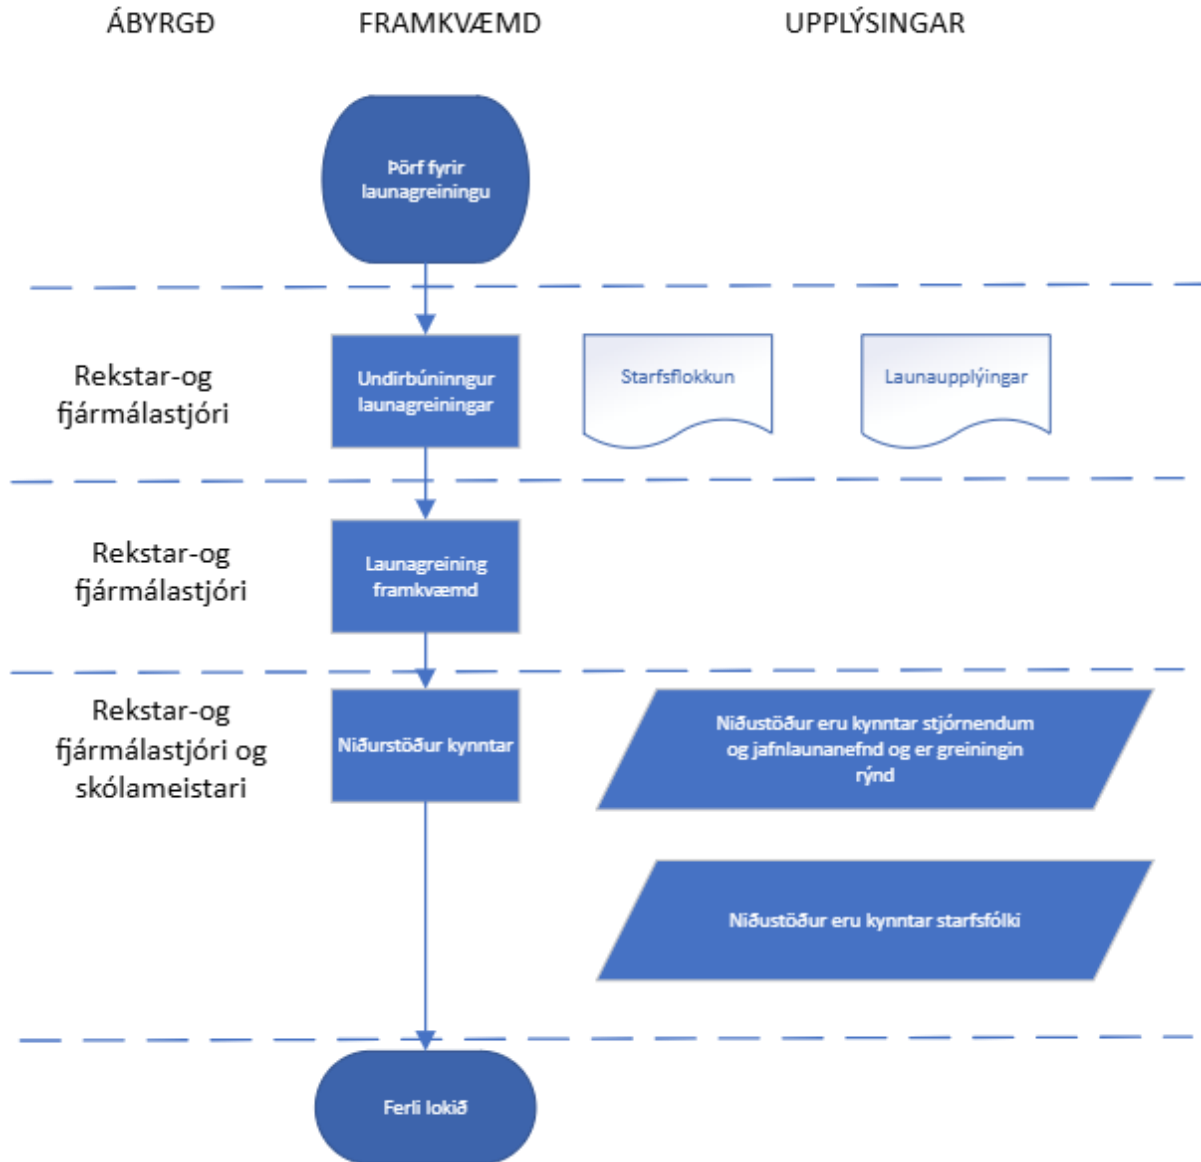 ÁBYRGÐ
FRAMKVÆMD
UPPLÝSINGAR
Þörf fyrir
launagreiningu
Rekstar-og
fjármálastjóri
Undirbúninngur
launagreiningar
Starfsflokkun
Launaupplýingar
Rekstar-og
fjármálastjóri
Launagreining
framkvæmd
Rekstar-og
fjármálastjóri og
skólameistari
Niðurstöður kynntar
Niðustöður eru kynntar stjórnendum
og jafnlaunanefnd og er greiningin
rýnd
Niðustöður eru kynntar starfsfólki
Ferli lokið